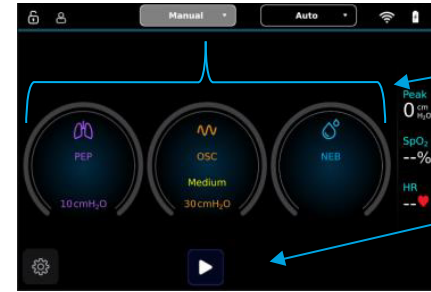 Manual
Auto
Peak
0 cm H₂O
PEP
OSC
NEB
SpO₂
--%
Medium
HR
--
10cmH₂O
30cmH₂O